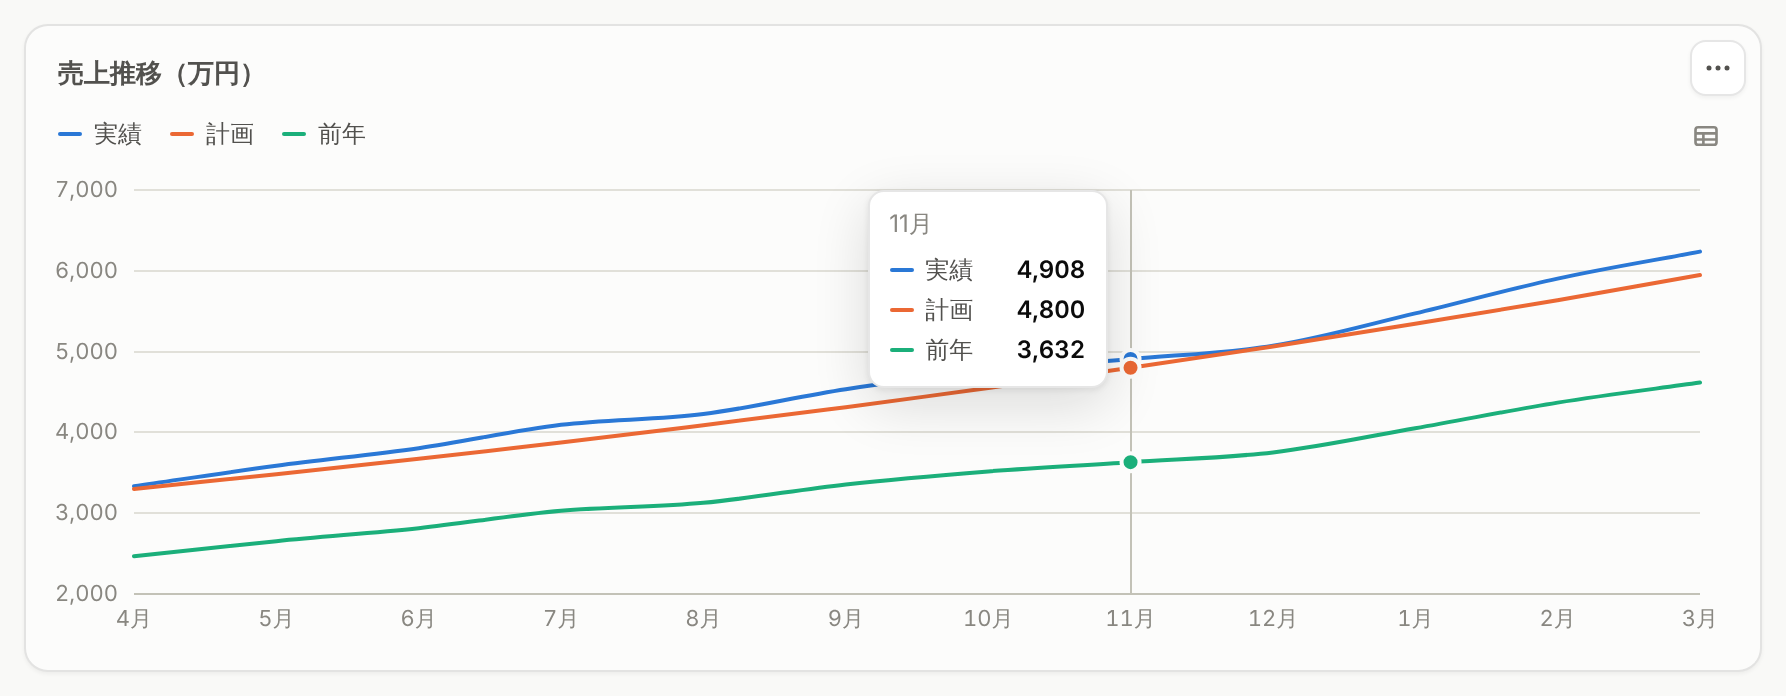 売上推移（万円）
実績 計画 前年
7,000
6,000
5,000
4,000
3,000
2,000
11月
実績 4,908
計画 4,800
前年 3,632
4月 5月 6月 7月 8月 9月 10月 11月 12月 1月 2月 3月